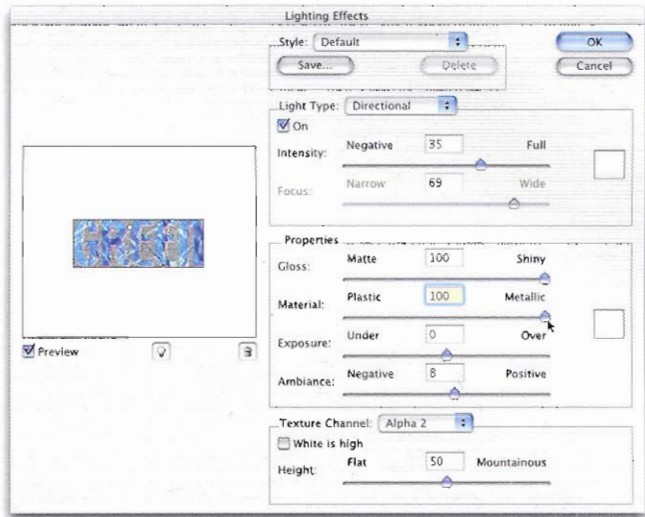 Lighting Effects
Style: Default
OK
Save... Delete
Cancel
Light Type: Directional
On
Intensity: Negative 35 Full
Focus: Narrow 69 Wide
Properties
Gloss: Matte 100 Shiny
Material: Plastic 100 Metallic
Exposure: Under 0 Over
Ambiance: Negative 8 Positive
Preview
Texture Channel: Alpha 2
White is high
Height: Flat 50 Mountainous